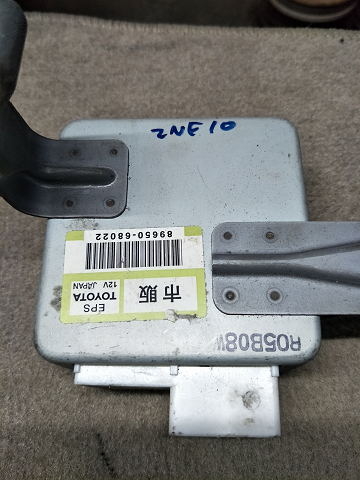 ZNE10
89650-68022
市販
EPS
TOYOTA
12V JAPAN
R05B08W